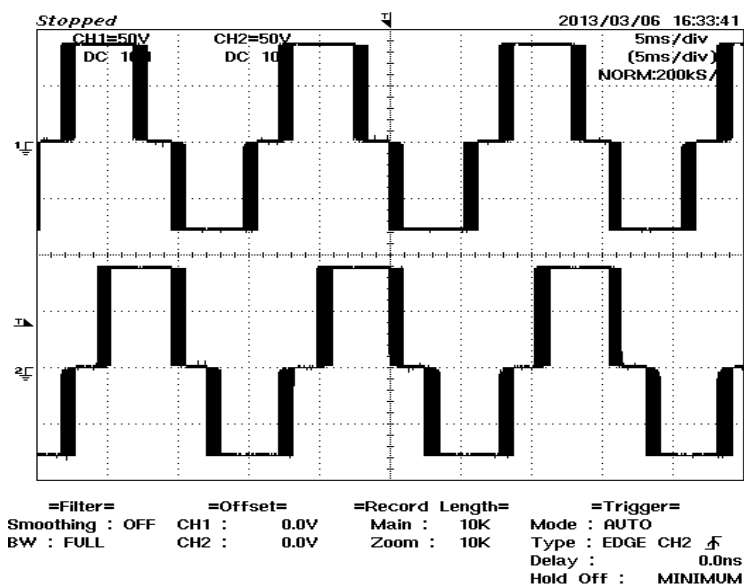 Stopped
2013/03/06 16:33:41
CH1=50V CH2=50V 5ms/div
DC DC 10 (5ms/div)
NORM:200kS/
1
T
2
=Filter= =Offset= =Record Length= =Trigger=
Smoothing : OFF CH1 : 0.0V Main : 10K Mode : AUTO
BW : FULL CH2 : 0.0V Zoom : 10K Type : EDGE CH2
Delay : 0.0ns
Hold Off : MINIMUM